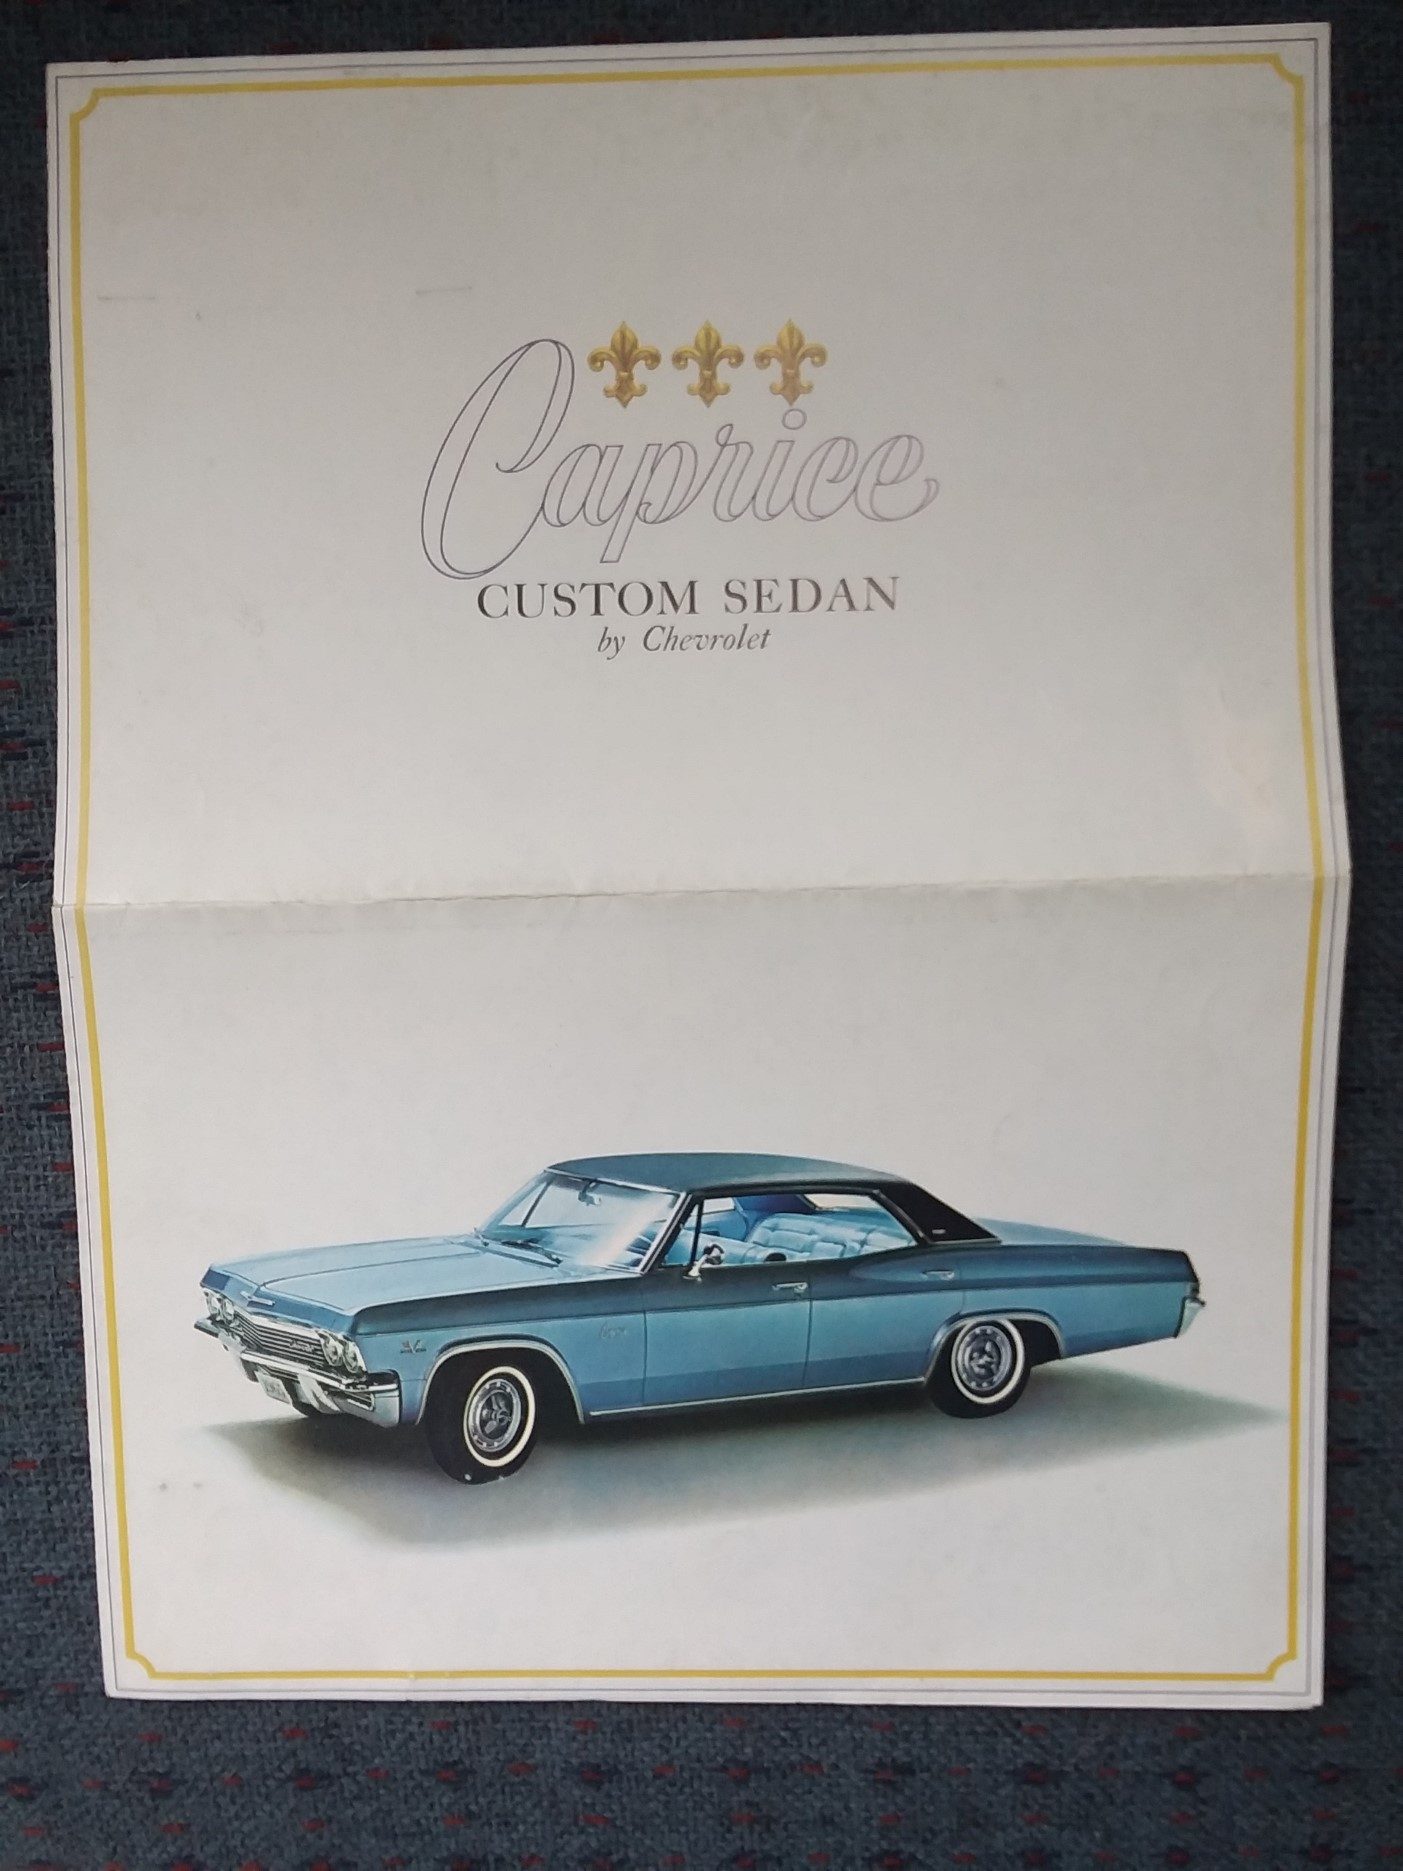 Caprice
CUSTOM SEDAN
by Chevrolet